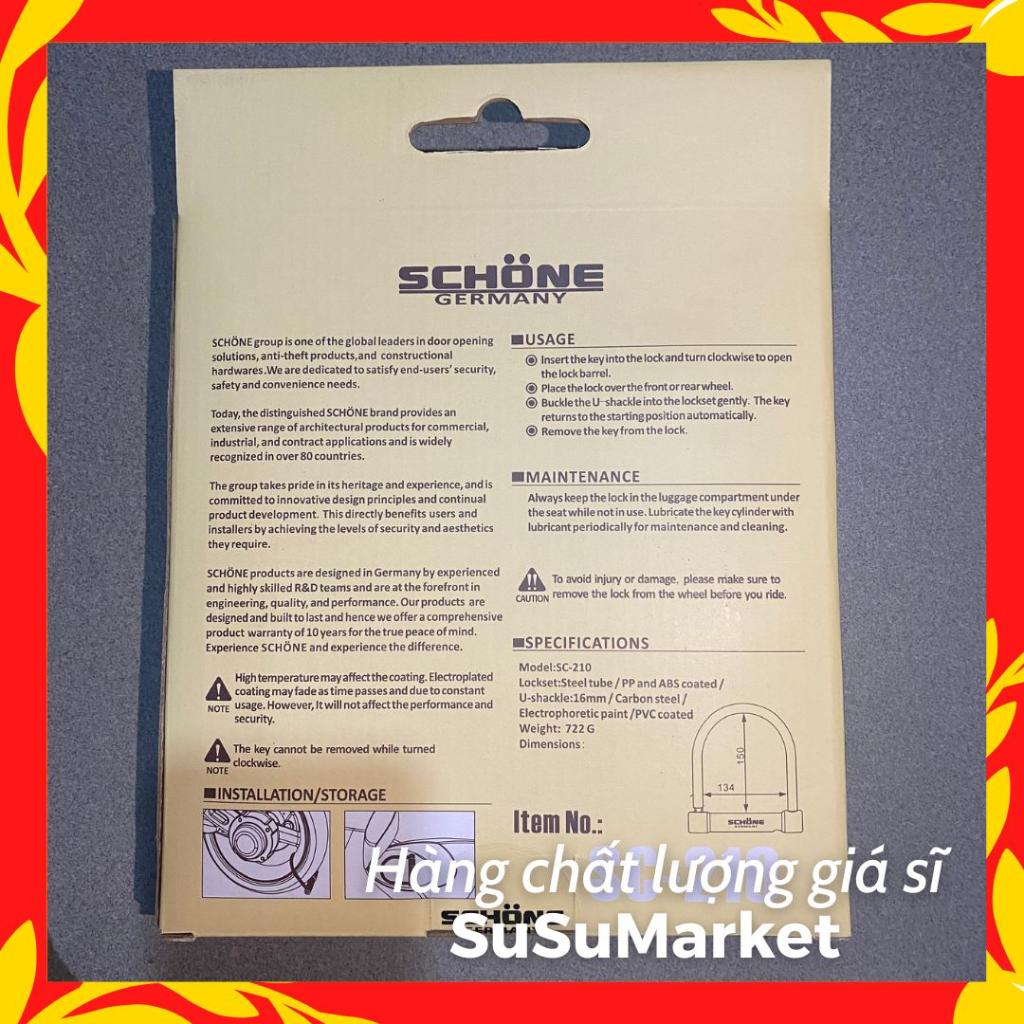 SCHÖNE
GERMANY
SCHÖNE group is one of the global leaders in door opening
solutions, anti-theft products,and constructional
hardwares.We are dedicated to satisfy end-users' security,
safety and convenience needs.
Today, the distinguished SCHÖNE brand provides an
extensive range of architectural products for commercial,
industrial, and contract applications and is widely
recognized in over 80 countries.
The group takes pride in its heritage and experience, and is
committed to innovative design principles and continual
product development. This directly benefits users and
installers by achieving the levels of security and aesthetics
they require.
SCHÖNE products are designed in Germany by experienced
and highly skilled R&D teams and are at the forefront in
engineering, quality, and performance. Our products are
designed and built to last and hence we offer a comprehensive
product warranty of 10 years for the true peace of mind.
Experience SCHÖNE and experience the difference.
High temperature may affect the coating. Electroplated
coating may fade as time passes and due to constant
usage. However, It will not affect the performance and
security.
NOTE
The key cannot be removed while turned
clockwise.
NOTE
INSTALLATION/STORAGE
USAGE
Insert the key into the lock and turn clockwise to open
the lock barrel.
Place the lock over the front or rear wheel.
Buckle the U-shackle into the lockset gently. The key
returns to the starting position automatically.
Remove the key from the lock.
MAINTENANCE
Always keep the lock in the luggage compartment under
the seat while not in use. Lubricate the key cylinder with
lubricant periodically for maintenance and cleaning.
To avoid injury or damage, please make sure to
remove the lock from the wheel before you ride.
CAUTION
SPECIFICATIONS
Model:SC-210
Lockset:Steel tube / PP and ABS coated /
U-shackle:16mm / Carbon steel /
Electrophoretic paint /PVC coated
Weight: 722 G
Dimensions:
150
134
SCHÖNE
GERMANY
Item No.:
SC-210
SCHÖNE
GERMANY
Hàng chất lượng giá sĩ
SuSuMarket